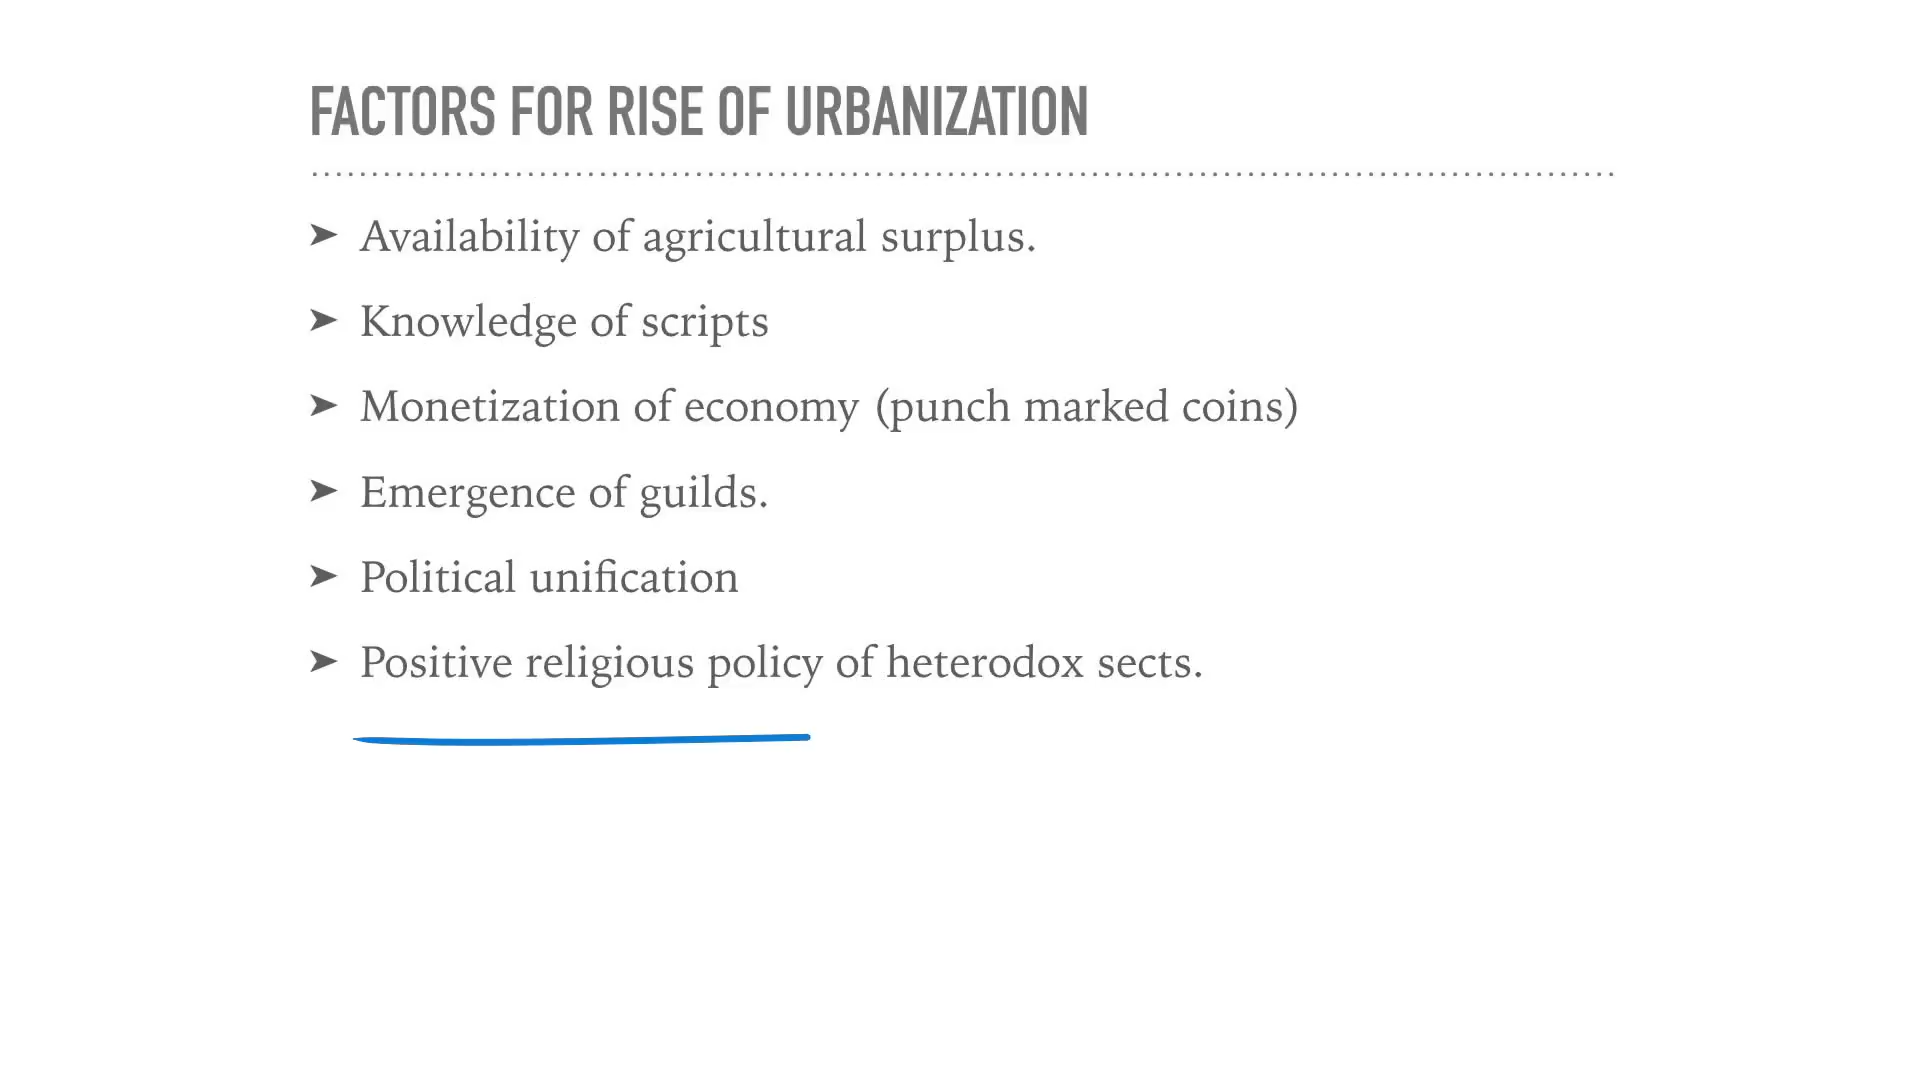 FACTORS FOR RISE OF URBANIZATION
➤ Availability of agricultural surplus.
➤ Knowledge of scripts
➤ Monetization of economy (punch marked coins)
➤ Emergence of guilds.
➤ Political unification
➤ Positive religious policy of heterodox sects.